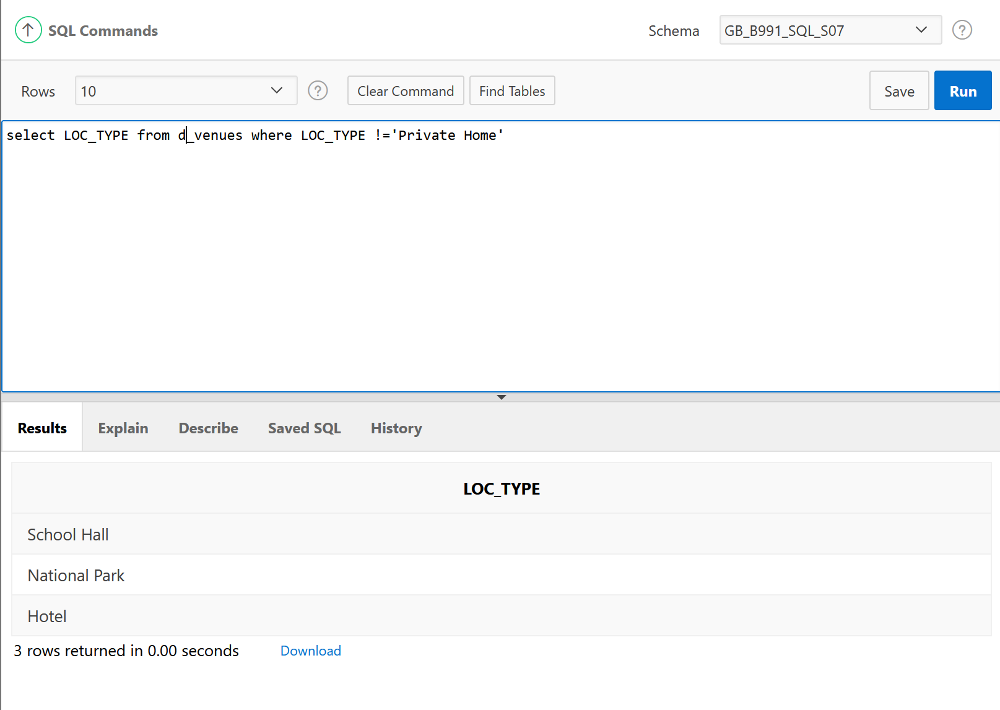 SQL Commands
Schema
GB_B991_SQL_S07
?
Rows
10
?
Clear Command
Find Tables
Save
Run
select LOC_TYPE from d_venues where LOC_TYPE !='Private Home'
Results
Explain
Describe
Saved SQL
History
LOC_TYPE
School Hall
National Park
Hotel
3 rows returned in 0.00 seconds
Download